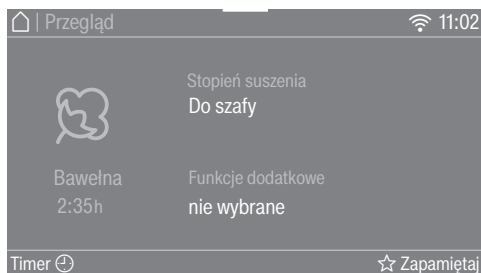 | Przegląd 11:02
Stopień suszenia
Do szafy
Bawełna
2:35h
Funkcje dodatkowe
nie wybrane
Timer Zapamiętaj